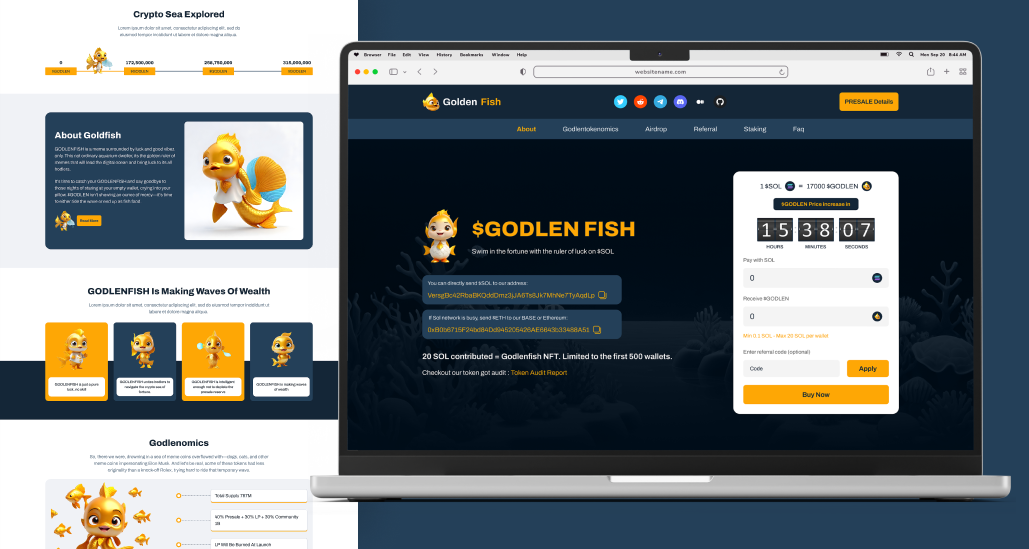 Crypto Sea Explored
Lorem ipsum dolor sit amet, consectetur adipiscing elit, sed do
eiusmod tempor incididunt ut labore et dolore magna aliqua.
0
172,500,000
258,750,000
315,000,000
#GODLEN
#GODLEN
#GODLEN
#GODLEN
About Goldfish
GODLENFISH is a meme surrounded by luck and good vibes
only. This not ordinary aquarium dweller, its the golden ruler of
memes that will lead the digital ocean and bring luck to its all
hodlers.
It's time to catch your GODLENFISH and say goodbye to
those nights of staring at your empty wallet, crying into your
pillow. #GODLEN isn't showing an ounce of mercy—it's time
to either ride the wave or end up as fish food.
Read More
GODLENFISH Is Making Waves Of Wealth
Lorem ipsum dolor sit amet, consectetur adipiscing elit, sed do eiusmod tempor incididunt ut
labore et dolore magna aliqua.
GODLENFISH is just a pure
luck, no shit!
GODLENFISH unites hodlers to
navigate the crypto sea of
fortune.
GODLENFISH is intelligent
enough not to deplete the
presale reserve.
GODLENFISH is making waves
of wealth
Godlenomics
So, there we were, drowning in a sea of meme coins overflowed with—dogs, cats, and other
meme coins impersonating Elon Musk. And let's be real, some of these tokens had less
originality than a knock-off Rolex, trying hard to ride that temporary wave.
Total Supply 787M
40% Presale + 30% LP + 30% Community
LP Will Be Burned At Launch
Browser File Edit View History Bookmarks Window Help
Mon Sep 20 8:44 AM
websitename.com
Golden Fish
PRESALE Details
About Godlentokenomics Airdrop Referral Staking Faq
$GODLEN FISH
Swim in the fortune with the ruler of luck on $SOL
You can directly send $SOL to our address:
VersgBc42RbaBKQddDmz3jJA6Ts8Jk7MhNe7TyAqdLp
If Sol network is busy, send #ETH to our BASE or Ethereum:
0xB0b6715F24bd84Dd94520S426AE6643b33488A51
20 SOL contributed = Godlenfish NFT. Limited to the first 500 wallets.
Checkout our token got audit : Token Audit Report
1 $SOL = 17000 $GODLEN
$GODLEN Price increase in
15 38 07
HOURS MINUTES SECONDS
Pay with SOL
0
Receive #GODLEN
0
Min 0.1 SOL - Max 20 SOL per wallet
Enter referral code (optional)
Code
Apply
Buy Now